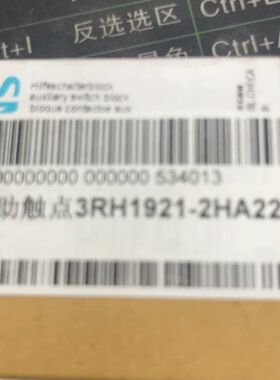 反选选区
Ctrl+
Ctrl+I
Ctrl+
Hilfsschalterblock
auxiliary switch block
bloque contactor aux
00000000 000000 534013
助触点3RH1921-2HA22